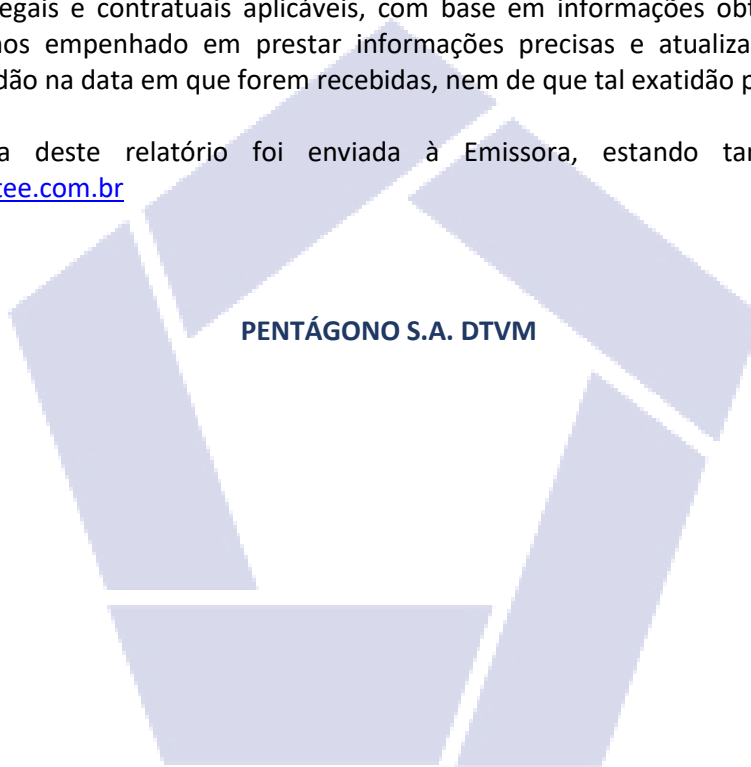 egais e contratuais aplicáveis, com base em informações obt
nos empenhado em prestar informações precisas e atualiza
dão na data em que forem recebidas, nem de que tal exatidão p
a deste relatório foi enviada à Emissora, estando tar
tee.com.br
PENTÁGONO S.A. DTVM